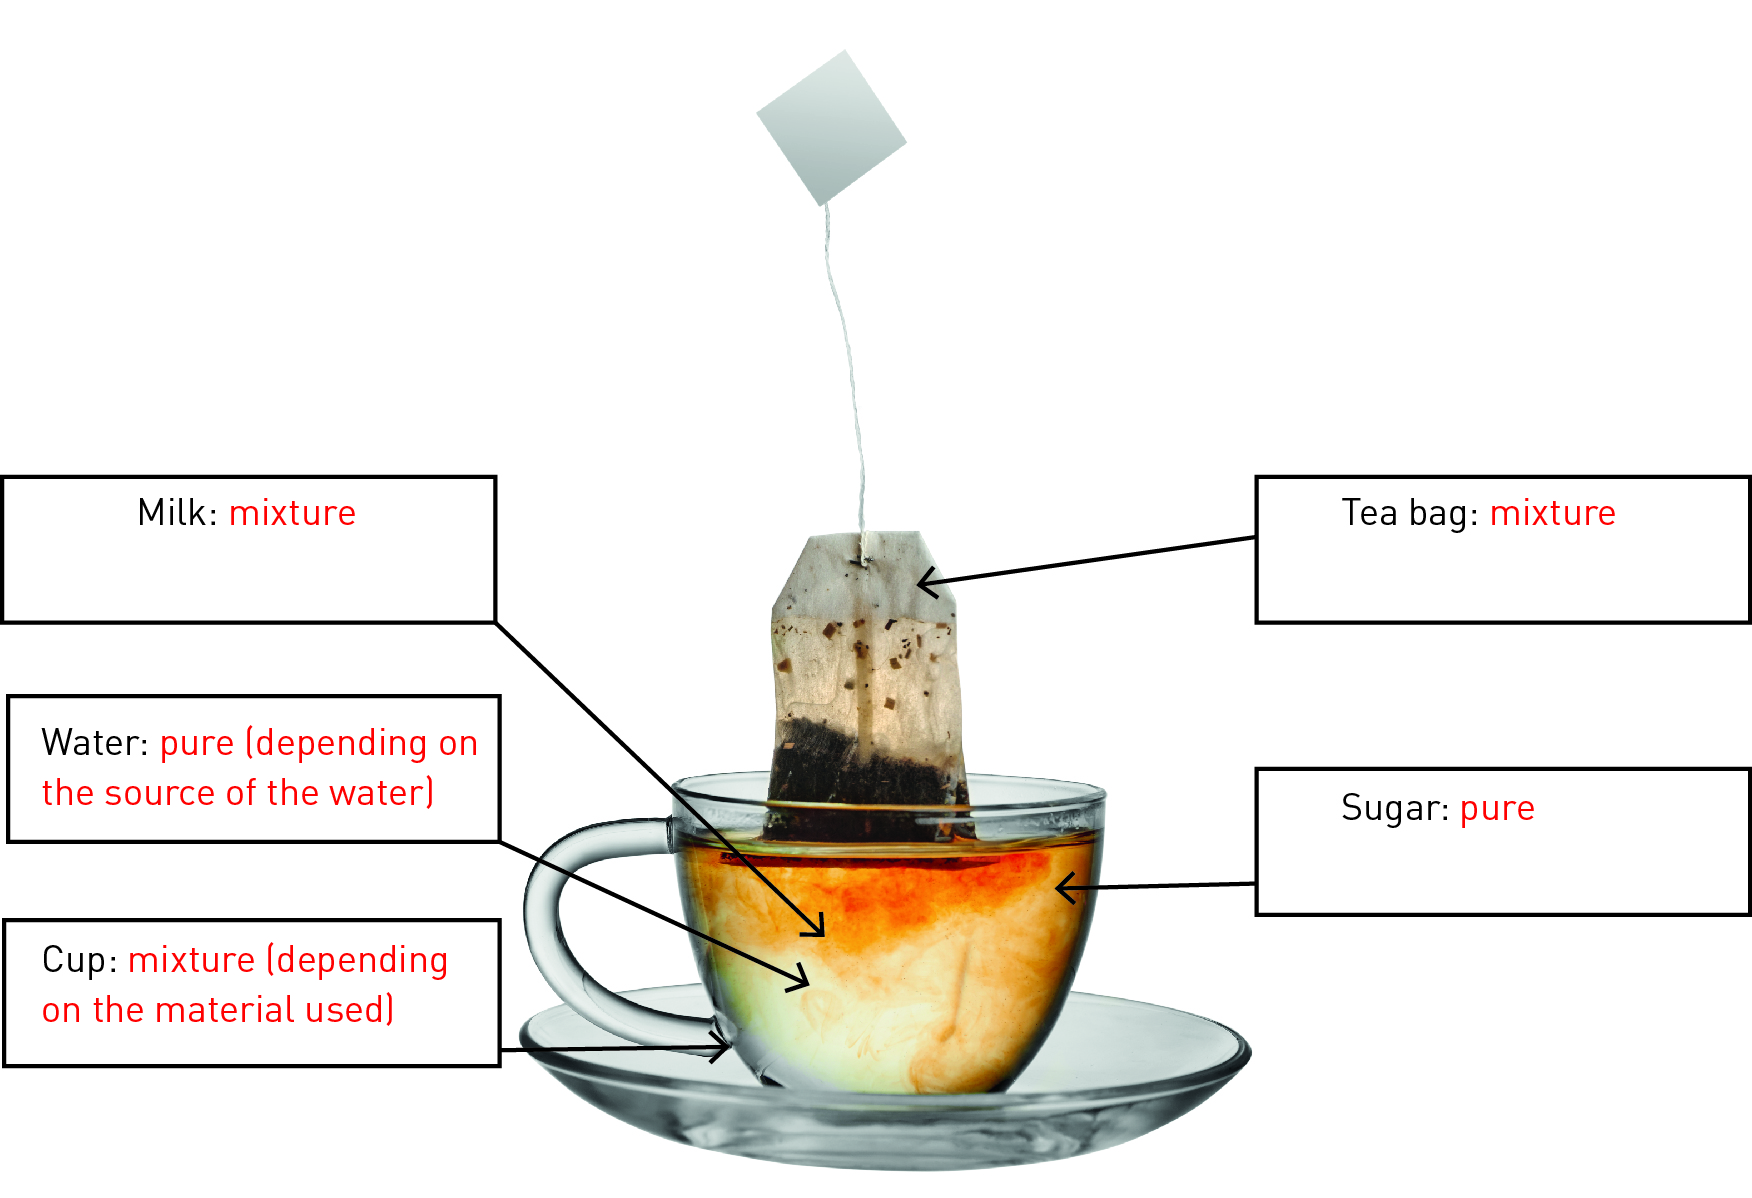 Milk: mixture
Tea bag: mixture
Water: pure (depending on
the source of the water)
Sugar: pure
Cup: mixture (depending
on the material used)